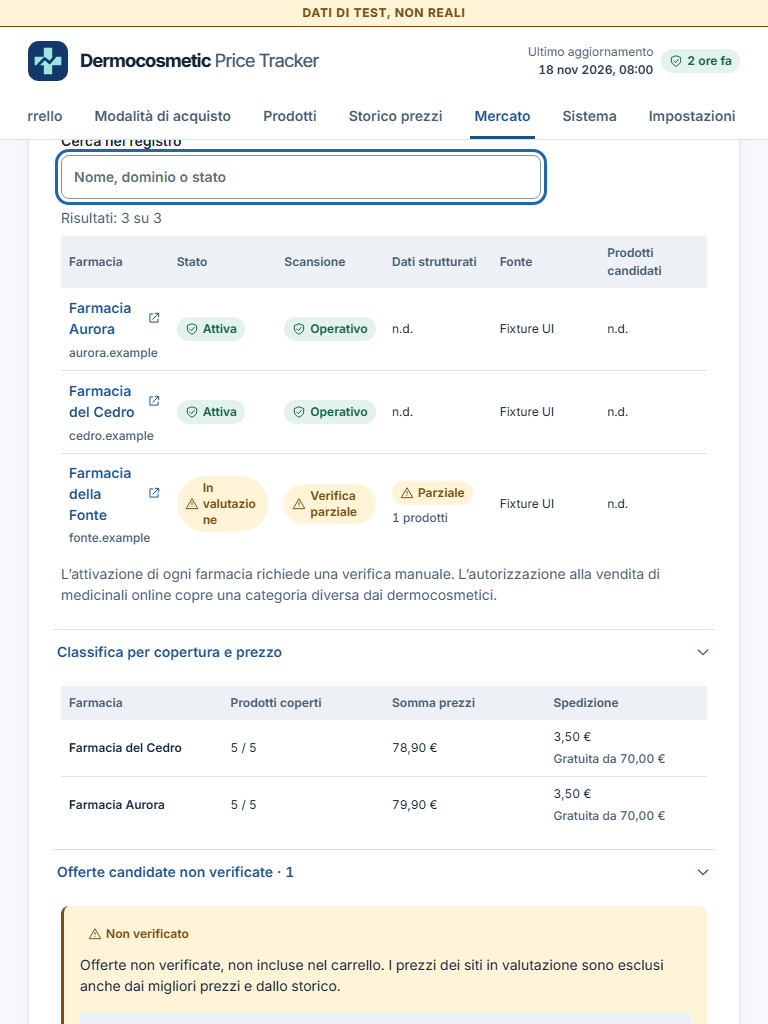 DATI DI TEST, NON REALI
Dermocosmetic Price Tracker
Ultimo aggiornamento
18 nov 2026, 08:00
2 ore fa
rrello
Modalità di acquisto
Prodotti
Storico prezzi
Mercato
Sistema
Impostazioni
Cerca nel registro
Nome, dominio o stato
Risultati: 3 su 3
Farmacia
Stato
Scansione
Dati strutturati
Fonte
Prodotti
candidati
Farmacia
Aurora
aurora.example
Attiva
Operativo
n.d.
Fixture UI
n.d.
Farmacia
del Cedro
cedro.example
Attiva
Operativo
n.d.
Fixture UI
n.d.
Farmacia
della
Fonte
fonte.example
In
valutazio
ne
Verifica
parziale
Parziale
1 prodotti
Fixture UI
n.d.
L’attivazione di ogni farmacia richiede una verifica manuale. L’autorizzazione alla vendita di
medicinali online copre una categoria diversa dai dermocosmetici.
Classifica per copertura e prezzo
Farmacia
Prodotti coperti
Somma prezzi
Spedizione
Farmacia del Cedro
5 / 5
78,90 €
3,50 €
Gratuita da 70,00 €
Farmacia Aurora
5 / 5
79,90 €
3,50 €
Gratuita da 70,00 €
Offerte candidate non verificate · 1
Non verificato
Offerte non verificate, non incluse nel carrello. I prezzi dei siti in valutazione sono esclusi
anche dai migliori prezzi e dallo storico.